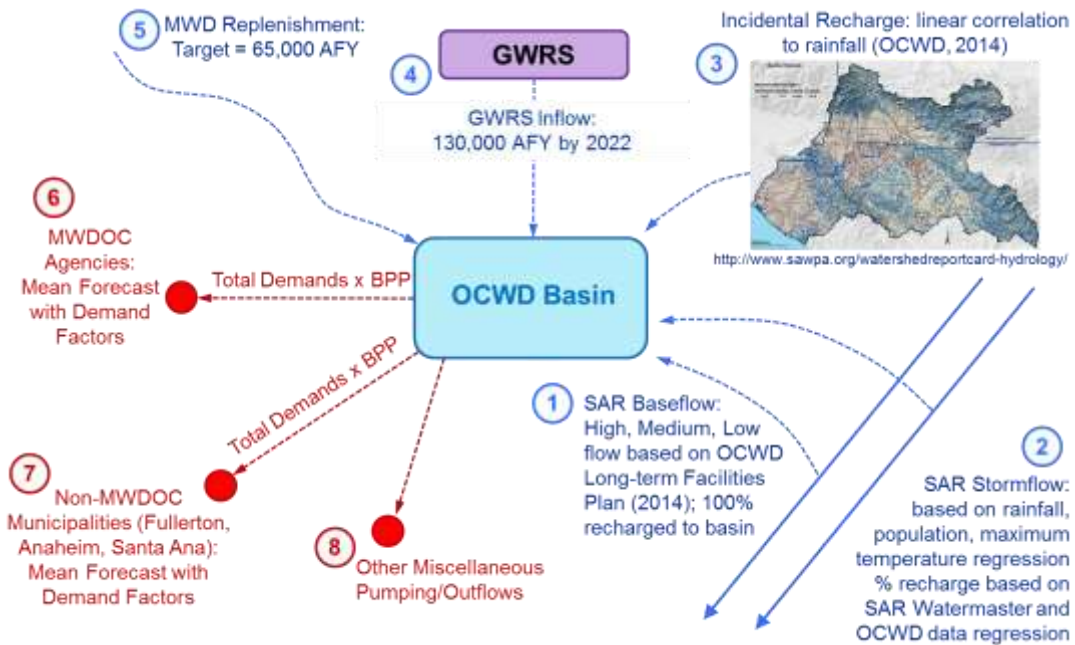 5
MWD Replenishment:
Target = 65,000 AFY
GWRS
4
GWRS Inflow:
130,000 AFY by 2022
Incidental Recharge: linear correlation
to rainfall (OCWD, 2014)
3
http://www.sawpa.org/watershedreportcard-hydrology/
6
MWDOC
Agencies:
Mean Forecast
with Demand
Factors
Total Demands x BPP
OCWD Basin
Total Demands x BPP
1
SAR Baseflow:
High, Medium, Low
flow based on OCWD
Long-term Facilities
Plan (2014); 100%
recharged to basin
2
SAR Stormflow:
based on rainfall,
population, maximum
temperature regression
% recharge based on
SAR Watermaster and
OCWD data regression
7
Non-MWDOC
Municipalities (Fullerton,
Anaheim, Santa Ana):
Mean Forecast with
Demand Factors
8
Other Miscellaneous
Pumping/Outflows